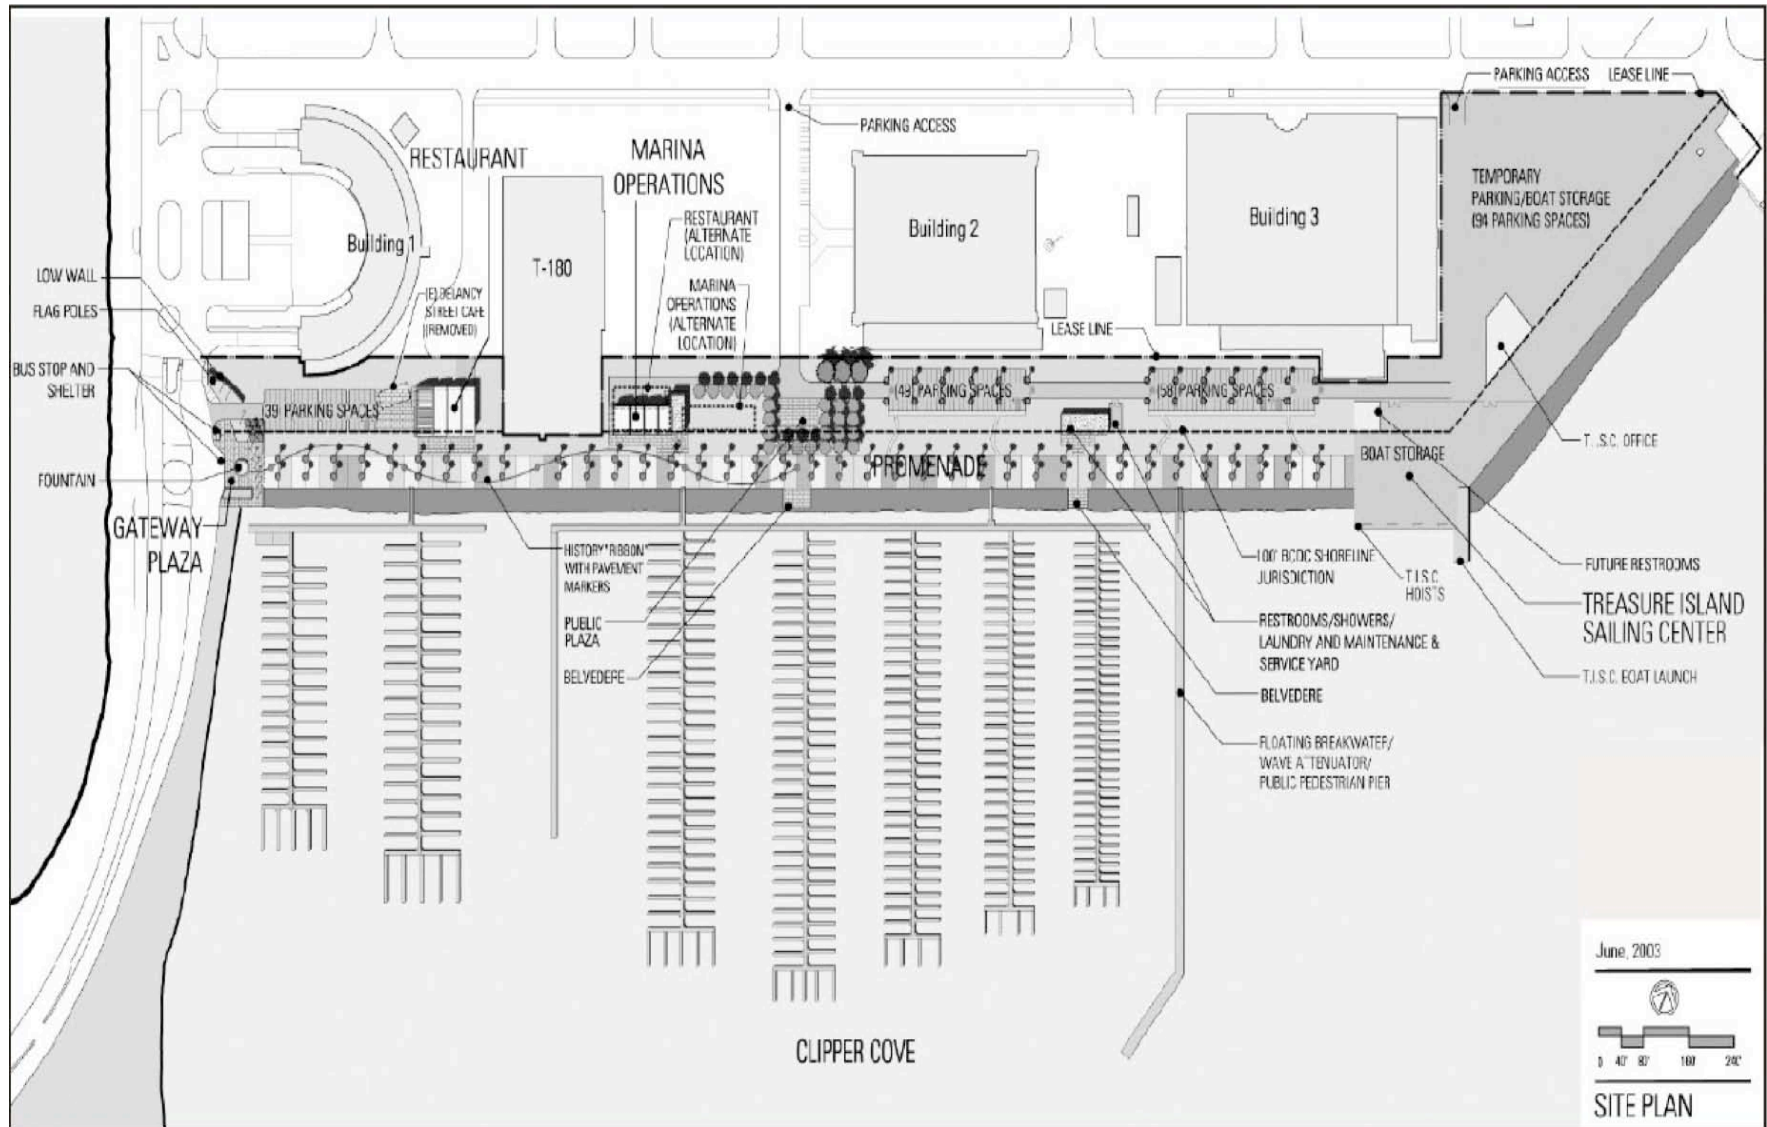 PARKING ACCESS
LEASE LINE
PARKING ACCESS
RESTAURANT
MARINA
OPERATIONS
TEMPORARY
PARKING/BOAT STORAGE
(94 PARKING SPACES)
RESTAURANT
(ALTERNATE
LOCATION)
Building 1
T-180
Building 2
Building 3
LOW WALL
FLAG POLES
(E) DELANCY
STREET CAFE
(REMOVED)
MARINA
OPERATIONS
(ALTERNATE
LOCATION)
LEASE LINE
BUS STOP AND
SHELTER
(39) PARKING SPACES
PARKING SPACES
(58) PARKING SPACES
T.I.S.C. OFFICE
BOAT STORAGE
PROMENADE
FOUNTAIN
GATEWAY
PLAZA
HISTORY "RIBBON"
WITH PAVEMENT
MARKERS
100' BCDC SHORELINE
JURISDICTION
T.I.S.C.
HOISTS
FUTURE RESTROOMS
TREASURE ISLAND
SAILING CENTER
PUBLIC
PLAZA
RESTROOMS/SHOWERS/
LAUNDRY AND MAINTENANCE &
SERVICE YARD
BELVEDERE
T.I.S.C. BOAT LAUNCH
BELVEDERE
FLOATING BREAKWATER/
WAVE ATTENUATOR/
PUBLIC PEDESTRIAN PIER
CLIPPER COVE
June, 2003
0 40' 80' 160' 240'
SITE PLAN